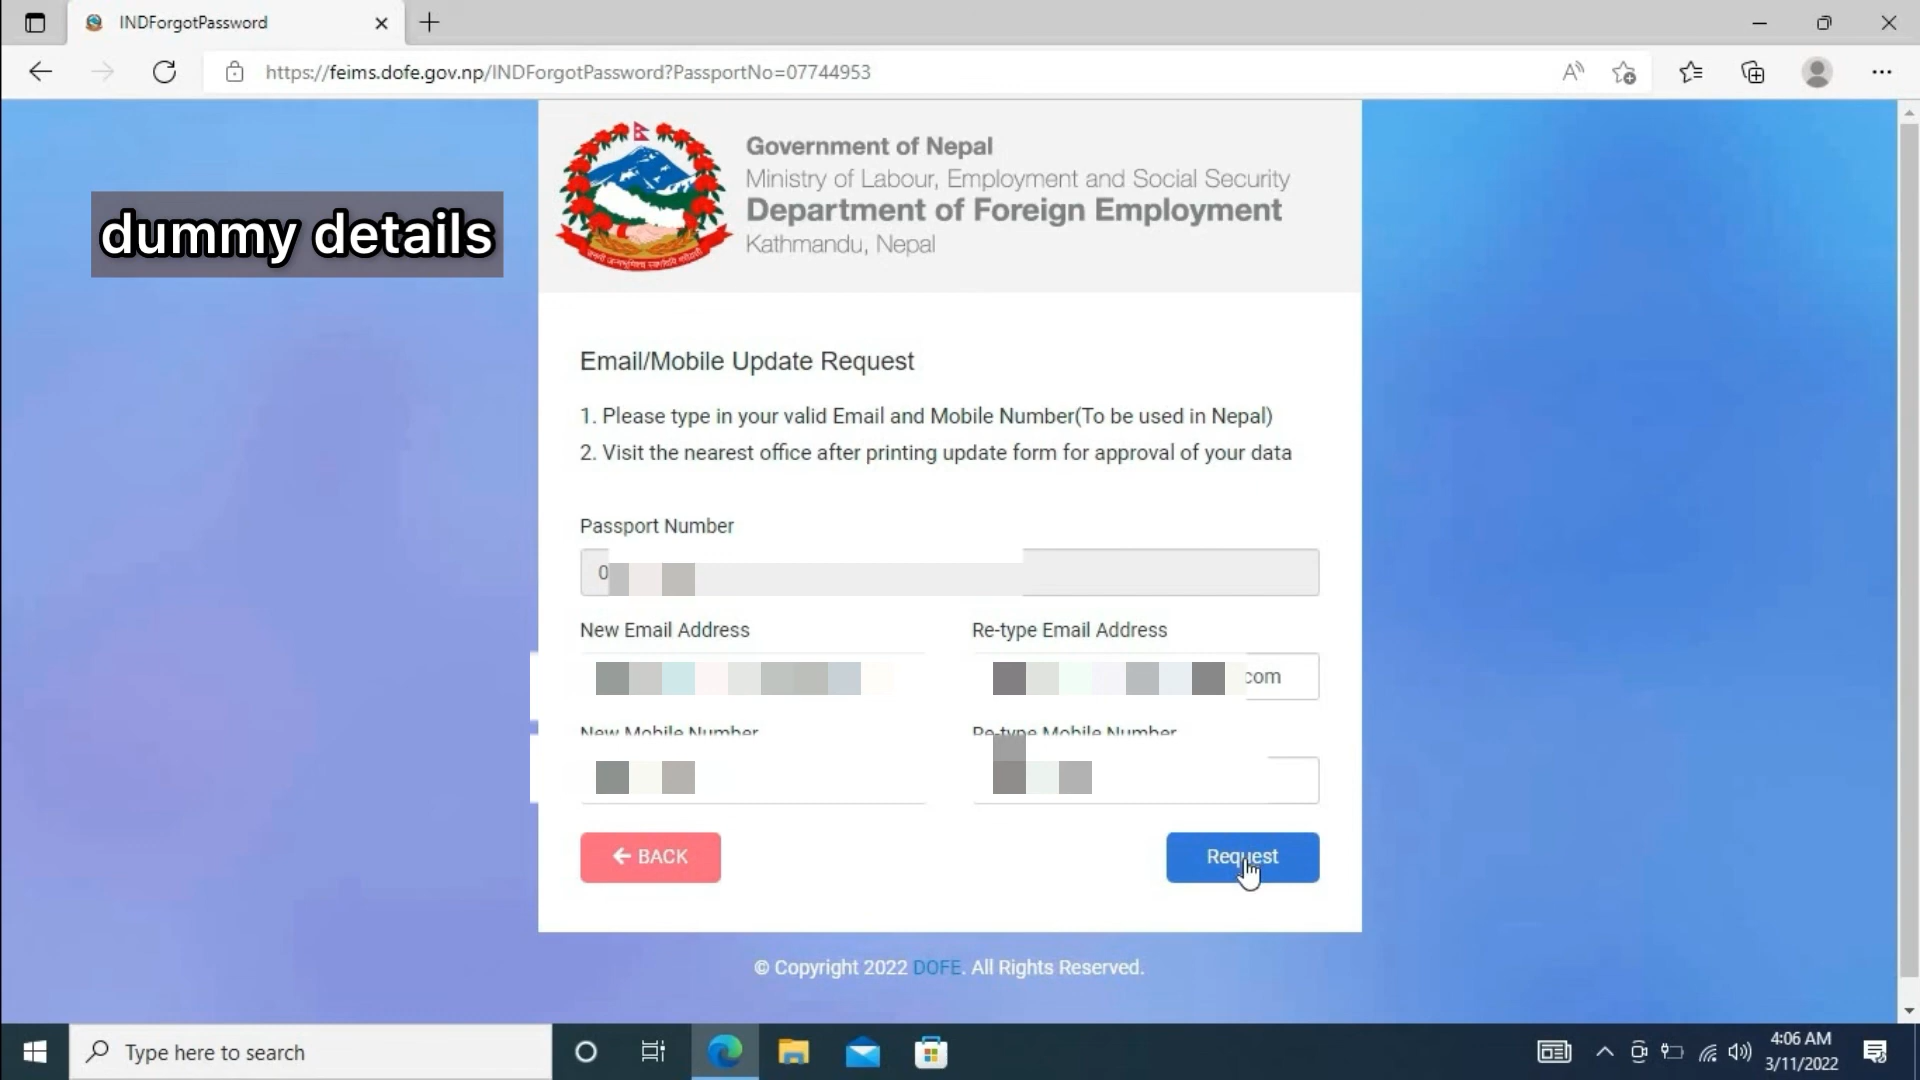 INDForgotPassword
https://feims.dofe.gov.np/INDForgotPassword?PassportNo=07744953
dummy details
Government of Nepal
Ministry of Labour, Employment and Social Security
Department of Foreign Employment
Kathmandu, Nepal
Email/Mobile Update Request
1. Please type in your valid Email and Mobile Number(To be used in Nepal)
2. Visit the nearest office after printing update form for approval of your data
Passport Number
0
New Email Address Re-type Email Address
com
New Mobile Number Re-type Mobile Number
BACK Request
© Copyright 2022 DOFE. All Rights Reserved.
Type here to search
4:06 AM
3/11/2022